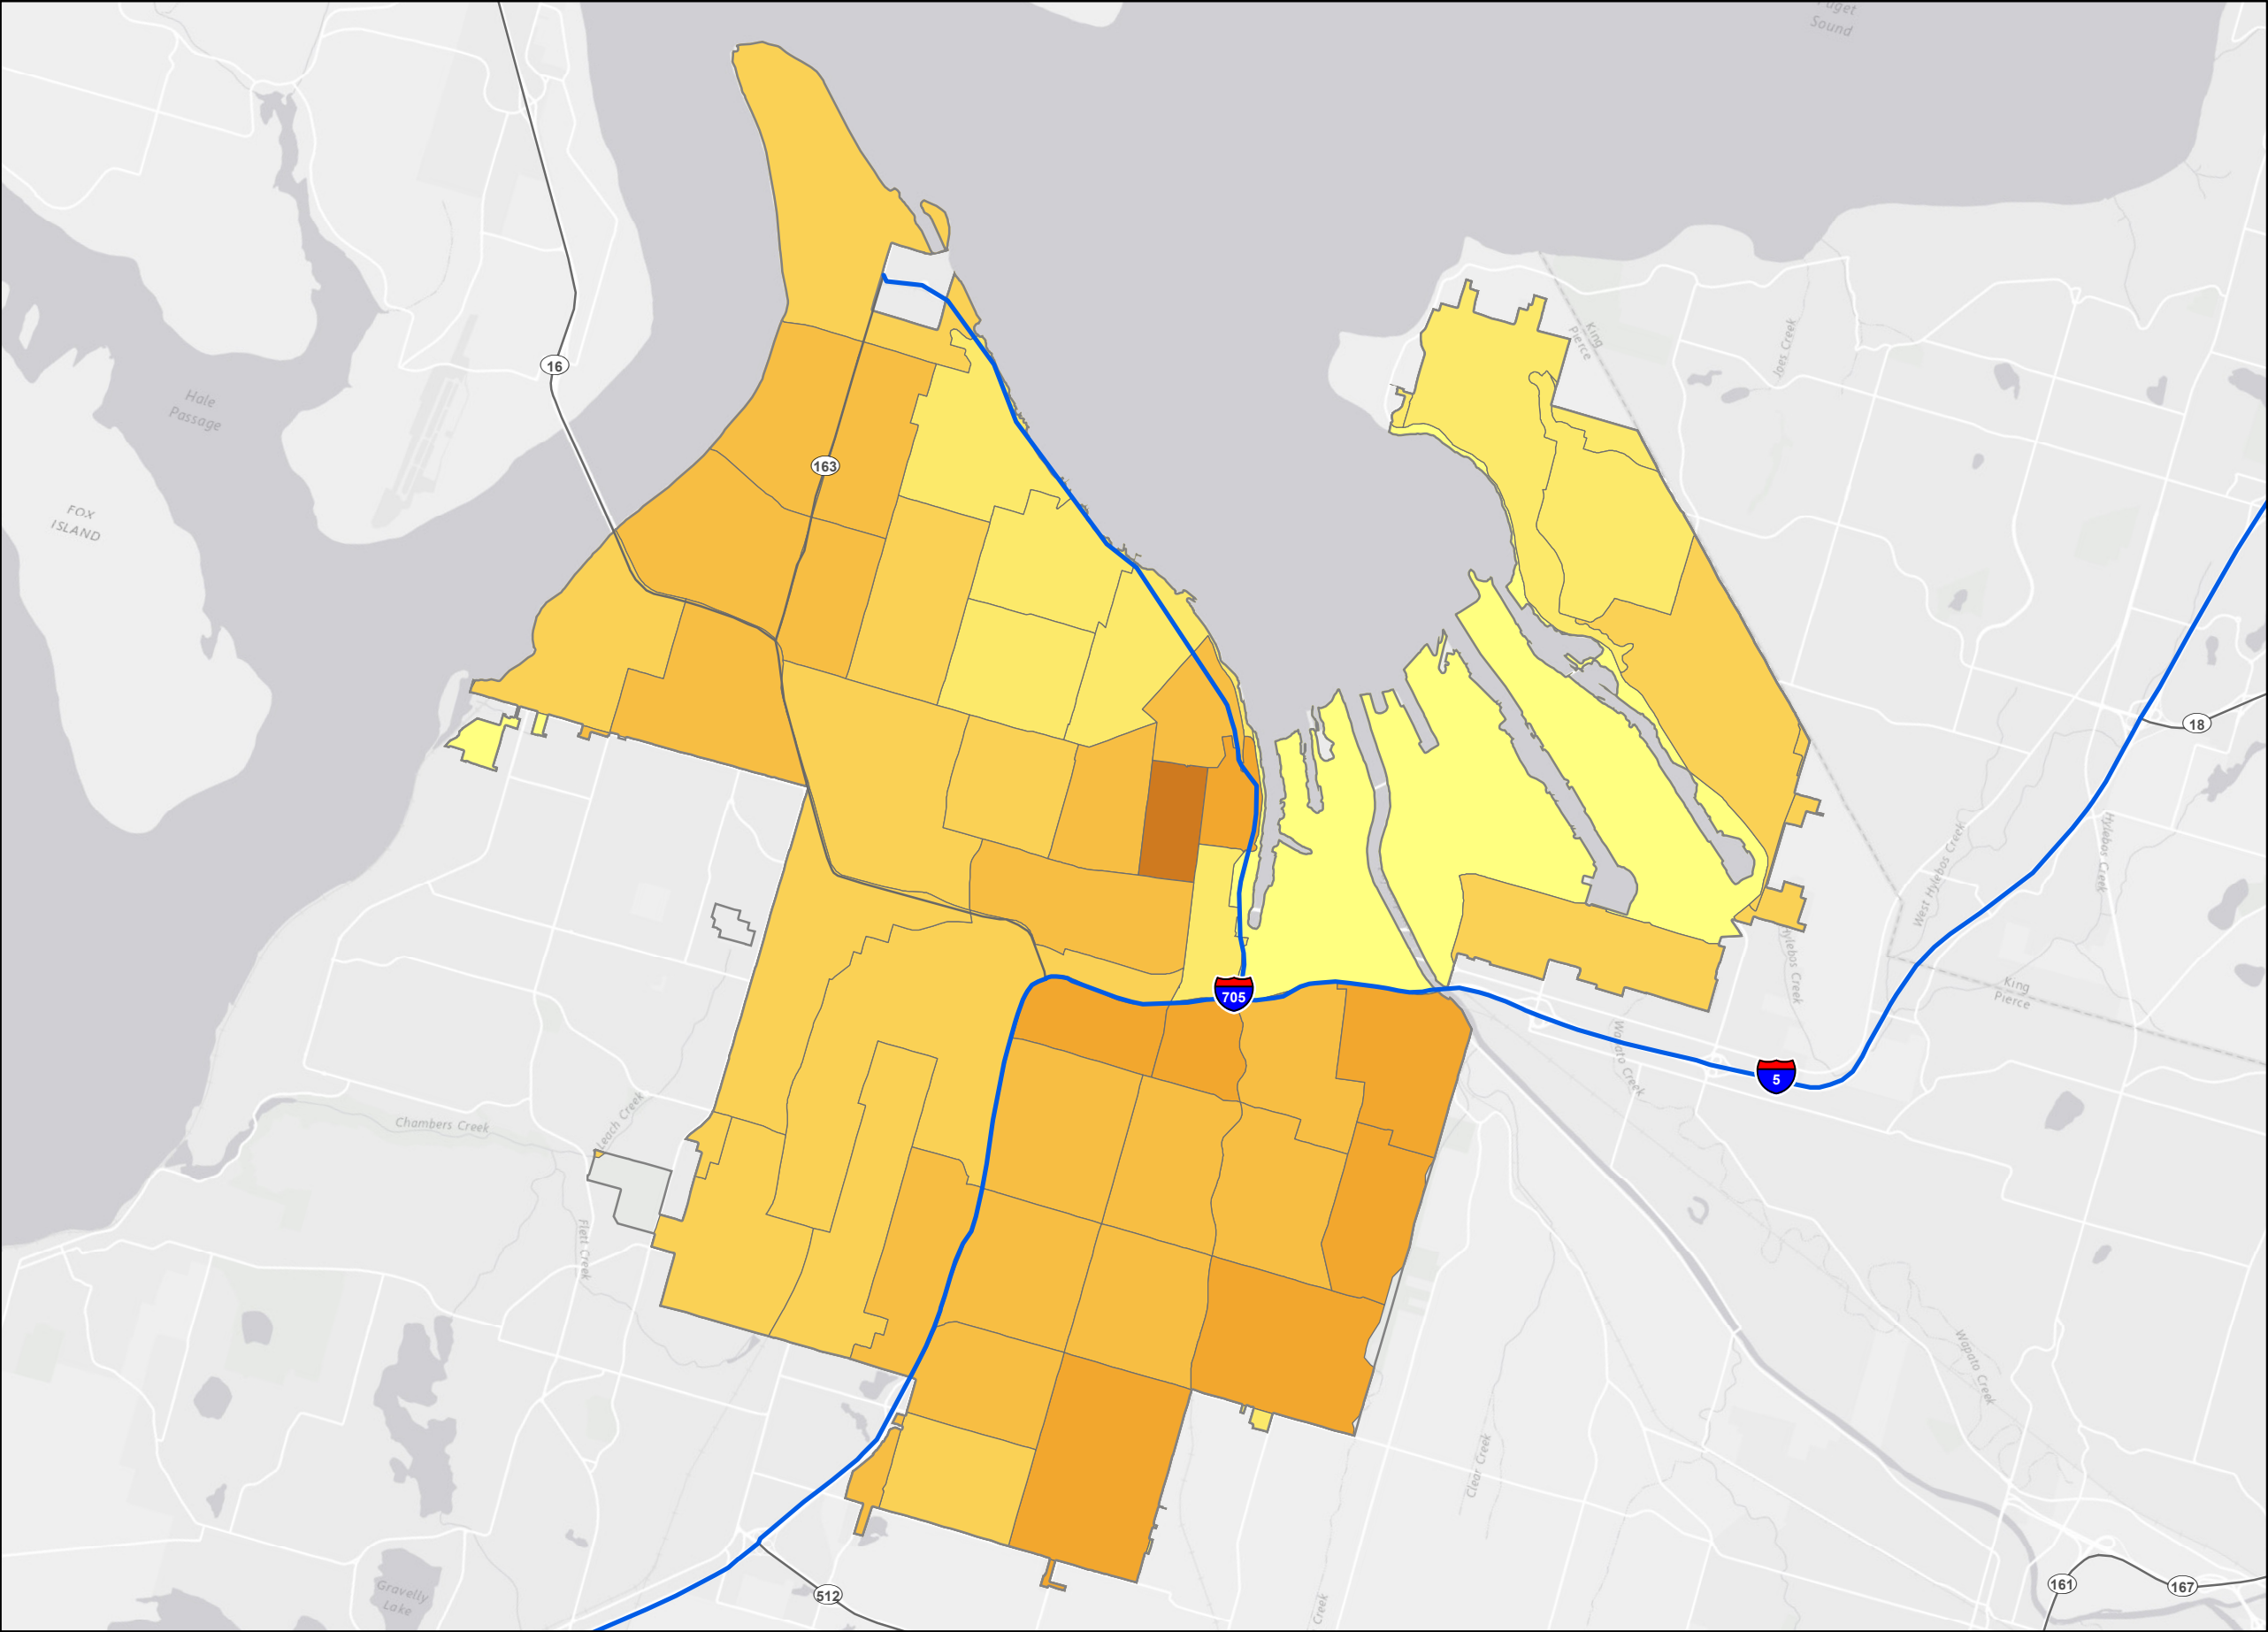 Puget
Sound
King
Pierce
Joes Creek
16
Hale
Passage
163
FOX
ISLAND
18
West Hylebos Creek
Hylebos Creek
Hylebos Creek
705
King
Pierce
5
Wapato Creek
Chambers Creek
Leach Creek
Flett Creek
Wapato Creek
Clear Creek
Gravelly
Lake
512
Creek
161
167